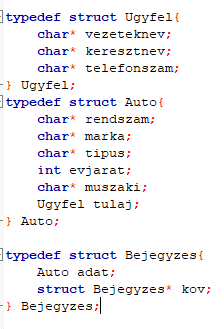 typedef struct Ugyfel{
char* vezeteknev;
char* keresztnev;
char* telefonszam;
} Ugyfel;
typedef struct Auto{
char* rendszam;
char* marka;
char* tipus;
int evjarat;
char* muszaki;
Ugyfel tulaj;
} Auto;
typedef struct Bejegyzes{
Auto adat;
struct Bejegyzes* kov;
} Bejegyzes;